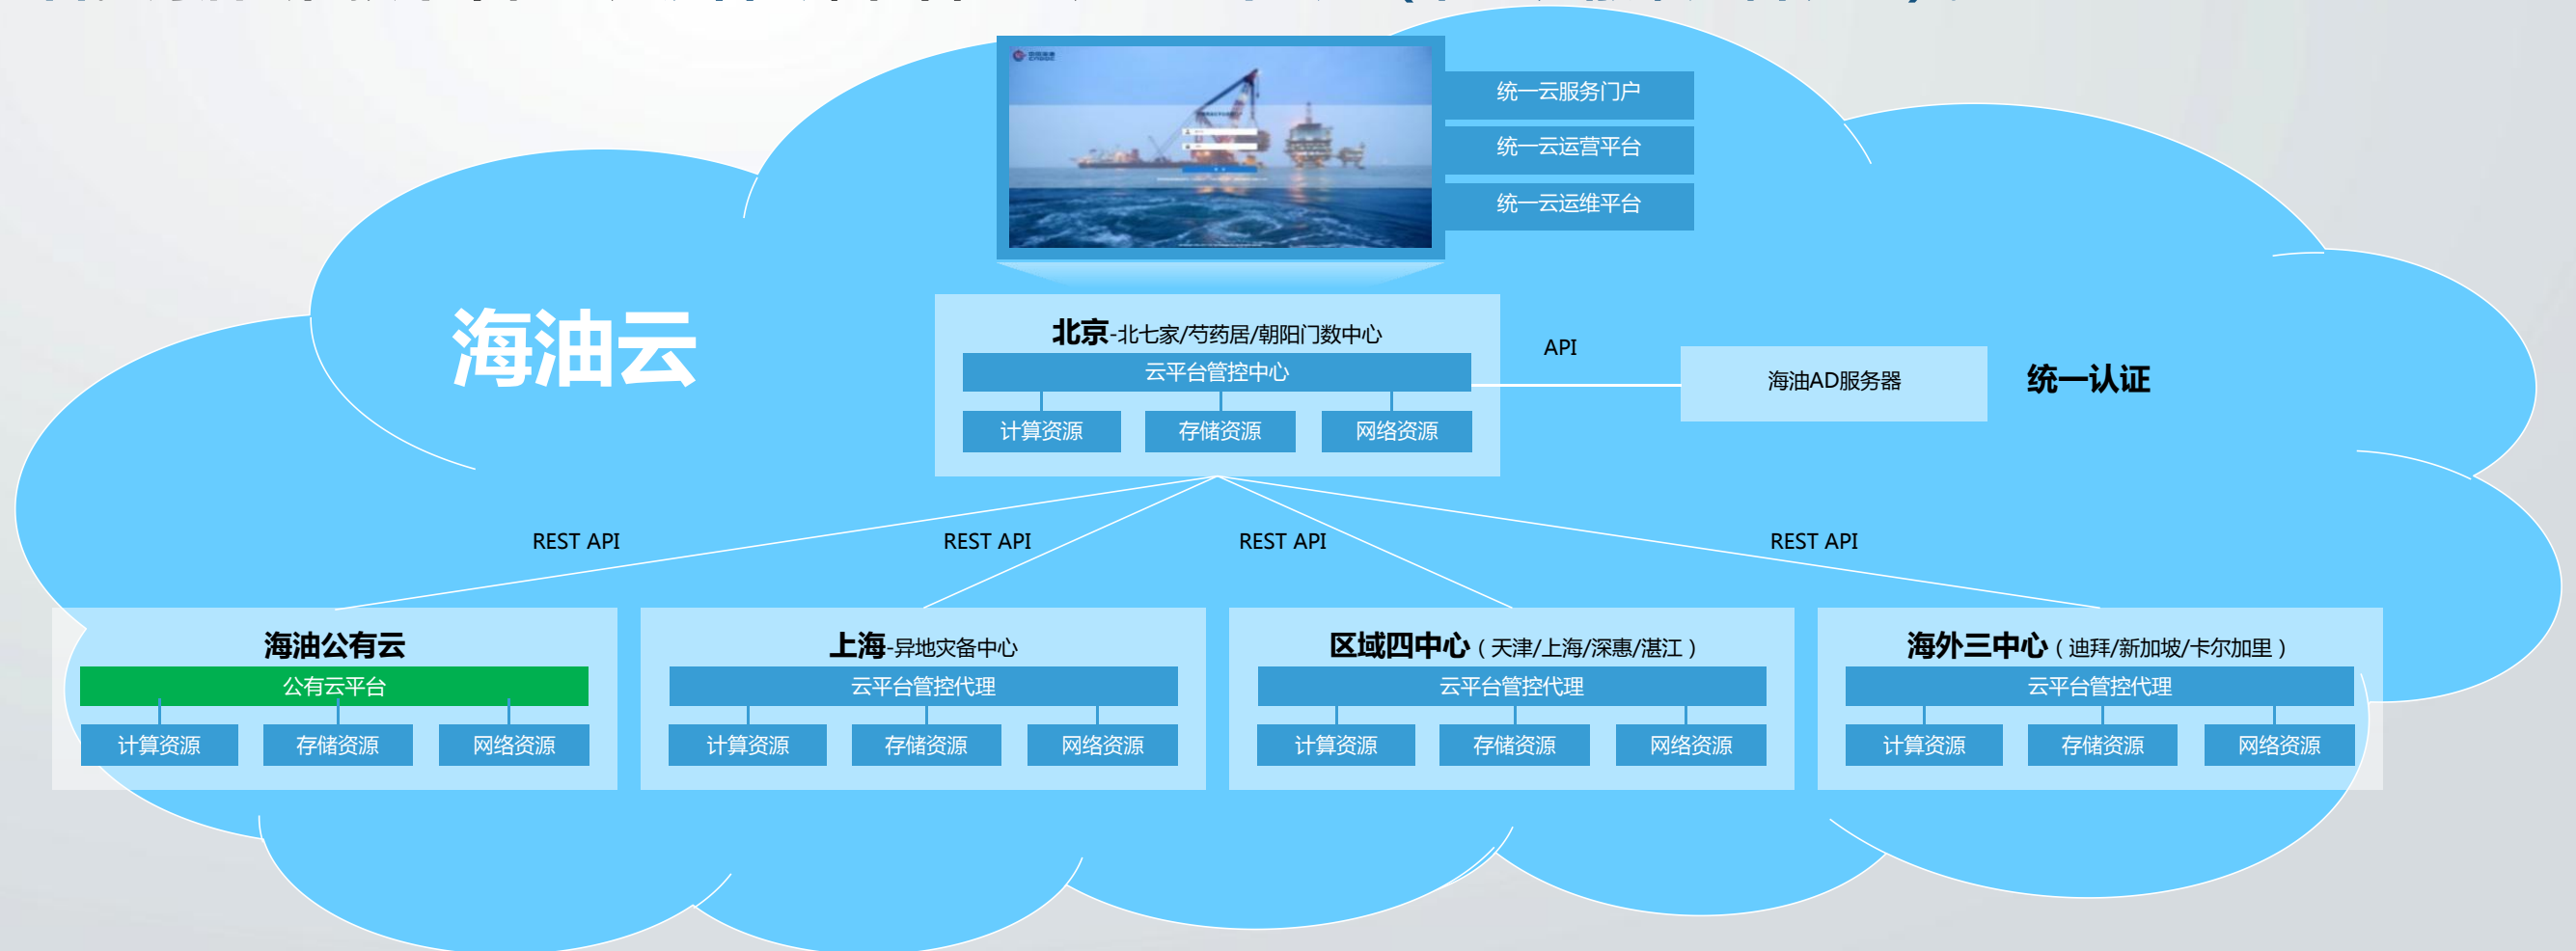 统一云服务门户
统一云运营平台
统一云运维平台
海油云
北京-北七家/芍药居/朝阳门数中心
云平台管控中心
计算资源 存储资源 网络资源
API
海油AD服务器
统一认证
REST API REST API REST API REST API
海油公有云
公有云平台
计算资源 存储资源 网络资源
上海-异地灾备中心
云平台管控代理
计算资源 存储资源 网络资源
区域四中心（天津/上海/深惠/湛江）
云平台管控代理
计算资源 存储资源 网络资源
海外三中心（迪拜/新加坡/卡尔加里）
云平台管控代理
计算资源 存储资源 网络资源